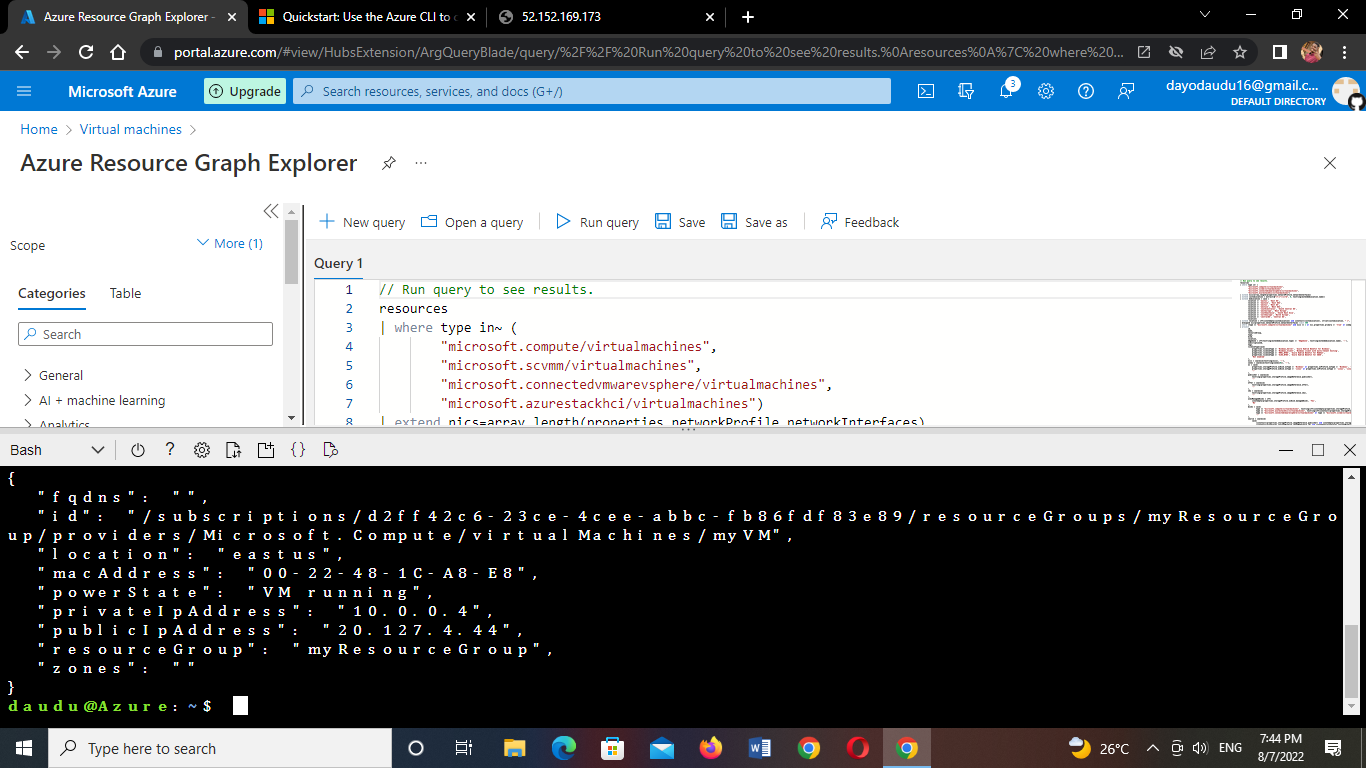 Azure Resource Graph Explorer -
Quickstart: Use the Azure CLI to c
52.152.169.173
portal.azure.com/#view/HubsExtension/ArgQueryBlade/query/%2F%2F%20Run%20query%20to%20see%20results.%0Aresources%0A%7C%20where%20...
Microsoft Azure
Upgrade
Search resources, services, and docs (G+/)
3
dayodaudu16@gmail.c...
DEFAULT DIRECTORY
Home > Virtual machines >
Azure Resource Graph Explorer
...
Scope
More (1)
Categories
Table
Search
General
AI + machine learning
Analytics
New query
Open a query
Run query
Save
Save as
Feedback
Query 1
1 // Run query to see results.
2 resources
3 | where type in~ (
4 "microsoft.compute/virtualmachines",
5 "microsoft.scvmm/virtualmachines",
6 "microsoft.connectedvmwarevsphere/virtualmachines",
7 "microsoft.azurestackhci/virtualmachines")
8 | extend nics=array_length(properties.networkProfile.networkInterfaces)
Bash
{
"fqdns": "",
"id": "/subscriptions/d2ff42c6-23ce-4cee-abbc-fb86fdf83e89/resourceGroups/myResourceGro
up/providers/Microsoft.Compute/virtualMachines/myVM",
"location": "eastus",
"macAddress": "00-22-48-1C-A8-E8",
"powerState": "VM running",
"privateIpAddress": "10.0.0.4",
"publicIpAddress": "20.127.4.44",
"resourceGroup": "myResourceGroup",
"zones": ""
}
daudu@Azure:~$
Type here to search
26°C
ENG
7:44 PM
8/7/2022